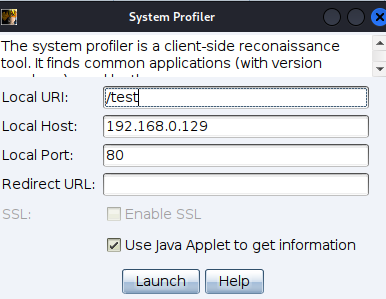 System Profiler
The system profiler is a client-side reconaissance
tool. It finds common applications (with version
Local URI:
/test
Local Host:
192.168.0.129
Local Port:
80
Redirect URL:
SSL:
Enable SSL
Use Java Applet to get information
Launch
Help